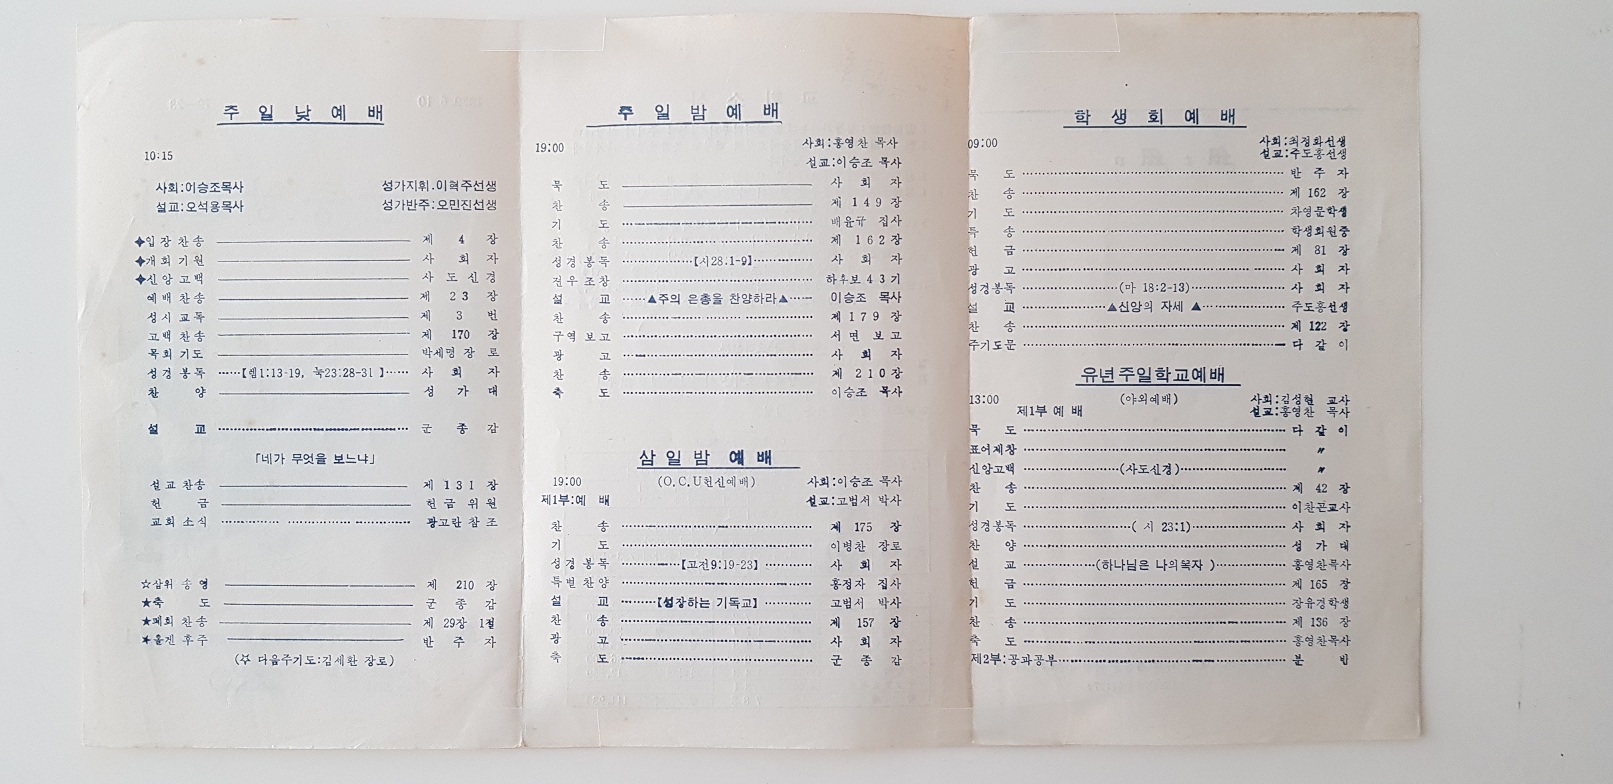 주 일 낮 예 배
10:15
사회:이승조목사 성가지휘.이혁주선생
설교:오석용목사 성가반주:오민진선생
✦입 장 찬 송 제 4 장
✦개 회 기 원 사 회 자
✦신 앙 고 백 사 도 신 경
예 배 찬 송 제 2 3 장
성 시 교 독 제 3 번
고 백 찬 송 제 170 장
목 회 기 도 박세명 장 로
성 경 봉 독 ······【렘1:13-19, 눅23:28-31 】······ 사 회 자
찬 양 성 가 대
설 교 군 종 감
「네가 무엇을 보느냐」
설 교 찬 송 제 1 3 1 장
헌 금 헌 금 위 원
교 회 소 식 광고란 참 조
☆삼위 송 영 제 210 장
★축 도 군 종 감
★폐회 찬 송 제 29장 1절
★올겐 후 주 반 주 자
(☆ 다음주기도:김세환 장로)
주 일 밤 예 배
19:00 사회:홍영찬 목사
설교:이승조 목사
묵 도 사 회 자
찬 송 제 1 4 9 장
기 도 배윤규 집사
찬 송 제 1 6 2 장
성 경 봉 독 【시28.1-9】 사 회 자
전 우 조 창 하후보 4 3 기
설 교 ······▲주의 은총을 찬양하라▲······ 이승조 목사
찬 송 제 1 7 9 장
구 역 보 고 서 면 보 고
광 고 사 회 자
찬 송 제 2 1 0 장
축 도 이승조 목사
삼 일 밤 예 배
19:00 (O.C.U헌신예배) 사회:이승조 목사
제1부:예 배 설교:고범서 박사
찬 송 제 175 장
기 도 이병찬 장로
성 경 봉 독 【고전9:19-23】 사 회 자
특 별 찬 양 홍정자 집사
설 교 【성장하는 기독교】 고범서 박사
찬 송 제 157 장
광 고 사 회 자
축 도 군 종 감
학 생 회 예 배
09:00 사회:최정화선생
설교:주도홍선생
묵 도 반 주 자
찬 송 제 162 장
기 도 차영문학생
특 송 학생회원중
헌 금 제 81 장
광 고 사 회 자
성경봉독 (마 18:2-13) 사 회 자
설 교 ▲신앙의 자세 ▲ 주도홍선생
찬 송 제 122 장
주기도문 다 같 이
유년주일학교예배
13:00 (야외예배) 사회:김성현 교사
제1부 예 배 설교:홍영찬 목사
묵 도 다 같 이
표어제창 〃
신앙고백 (사도신경) 〃
찬 송 제 42 장
기 도 이찬곤교사
성경봉독 ( 시 23:1) 사 회 자
찬 양 성 가 대
설 교 (하나님은 나의목자 ) 홍영찬목사
헌 금 제 165 장
기 도 장유경학생
찬 송 제 136 장
축 도 홍영찬목사
제2부:공과공부 분 반